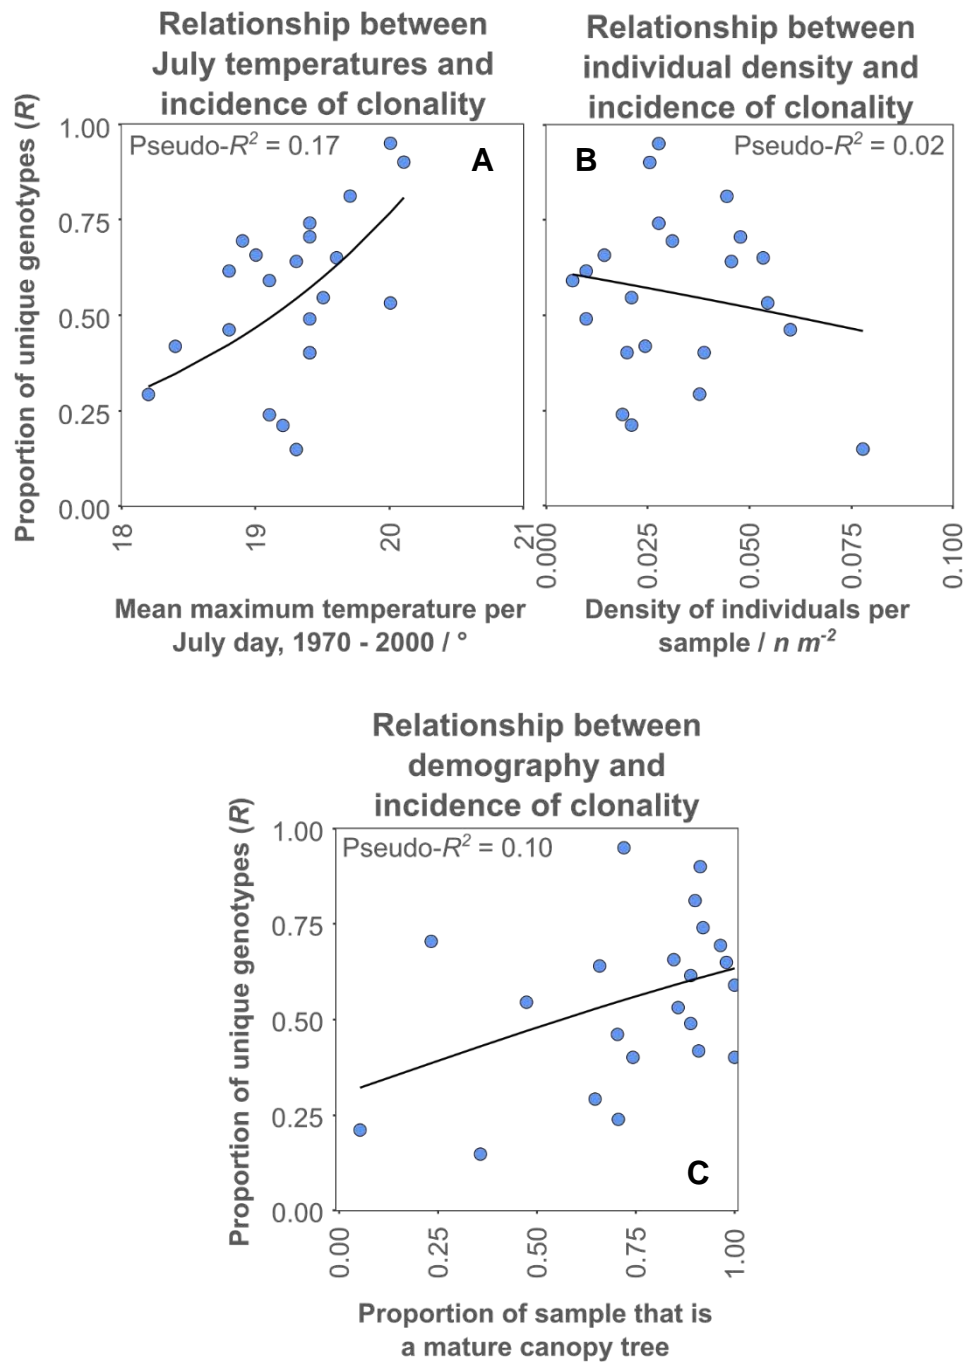 Relationship between
July temperatures and
incidence of clonality
Proportion of unique genotypes (R)
1.00
0.75
0.50
0.25
0.00
Pseudo-R² = 0.17
A
18
19
20
21
Mean maximum temperature per
July day, 1970 - 2000 / °
Relationship between
individual density and
incidence of clonality
B
Pseudo-R² = 0.02
0.000
0.025
0.050
0.075
0.100
Density of individuals per
sample / n m⁻²
Relationship between
demography and
incidence of clonality
Proportion of unique genotypes (R)
1.00
0.75
0.50
0.25
0.00
Pseudo-R² = 0.10
C
0.00
0.25
0.50
0.75
1.00
Proportion of sample that is
a mature canopy tree